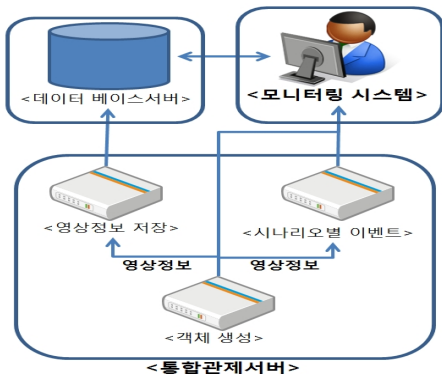 <데이터 베이스서버>
<모니터링 시스템>
<영상정보 저장>
<시나리오별 이벤트>
영상정보
영상정보
<객체 생성>
<통합관제서버>